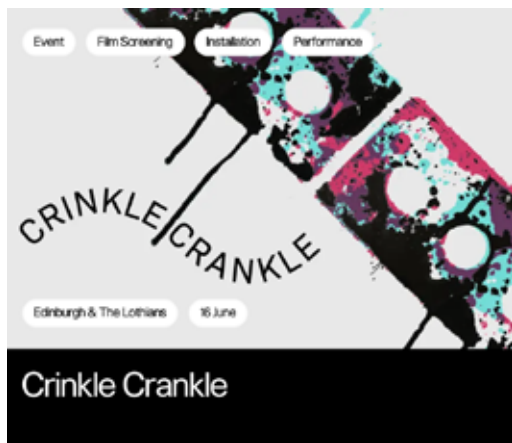 Event Film Screening Installation Performance
CRINKLE CRANKLE
Edinburgh & The Lothians 16 June
Crinkle Crankle